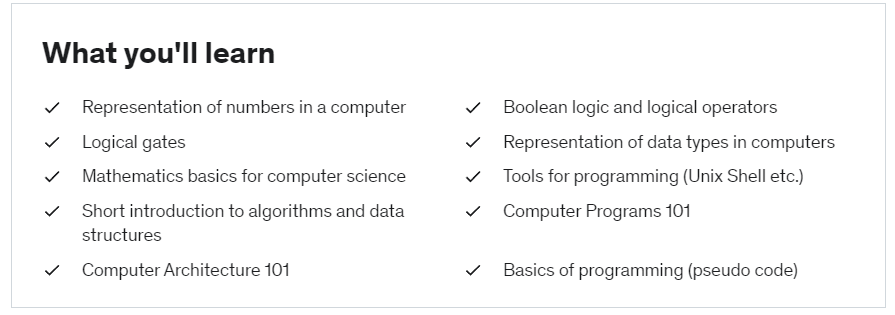 What you'll learn
Representation of numbers in a computer
Boolean logic and logical operators
Logical gates
Representation of data types in computers
Mathematics basics for computer science
Tools for programming (Unix Shell etc.)
Short introduction to algorithms and data
structures
Computer Programs 101
Computer Architecture 101
Basics of programming (pseudo code)